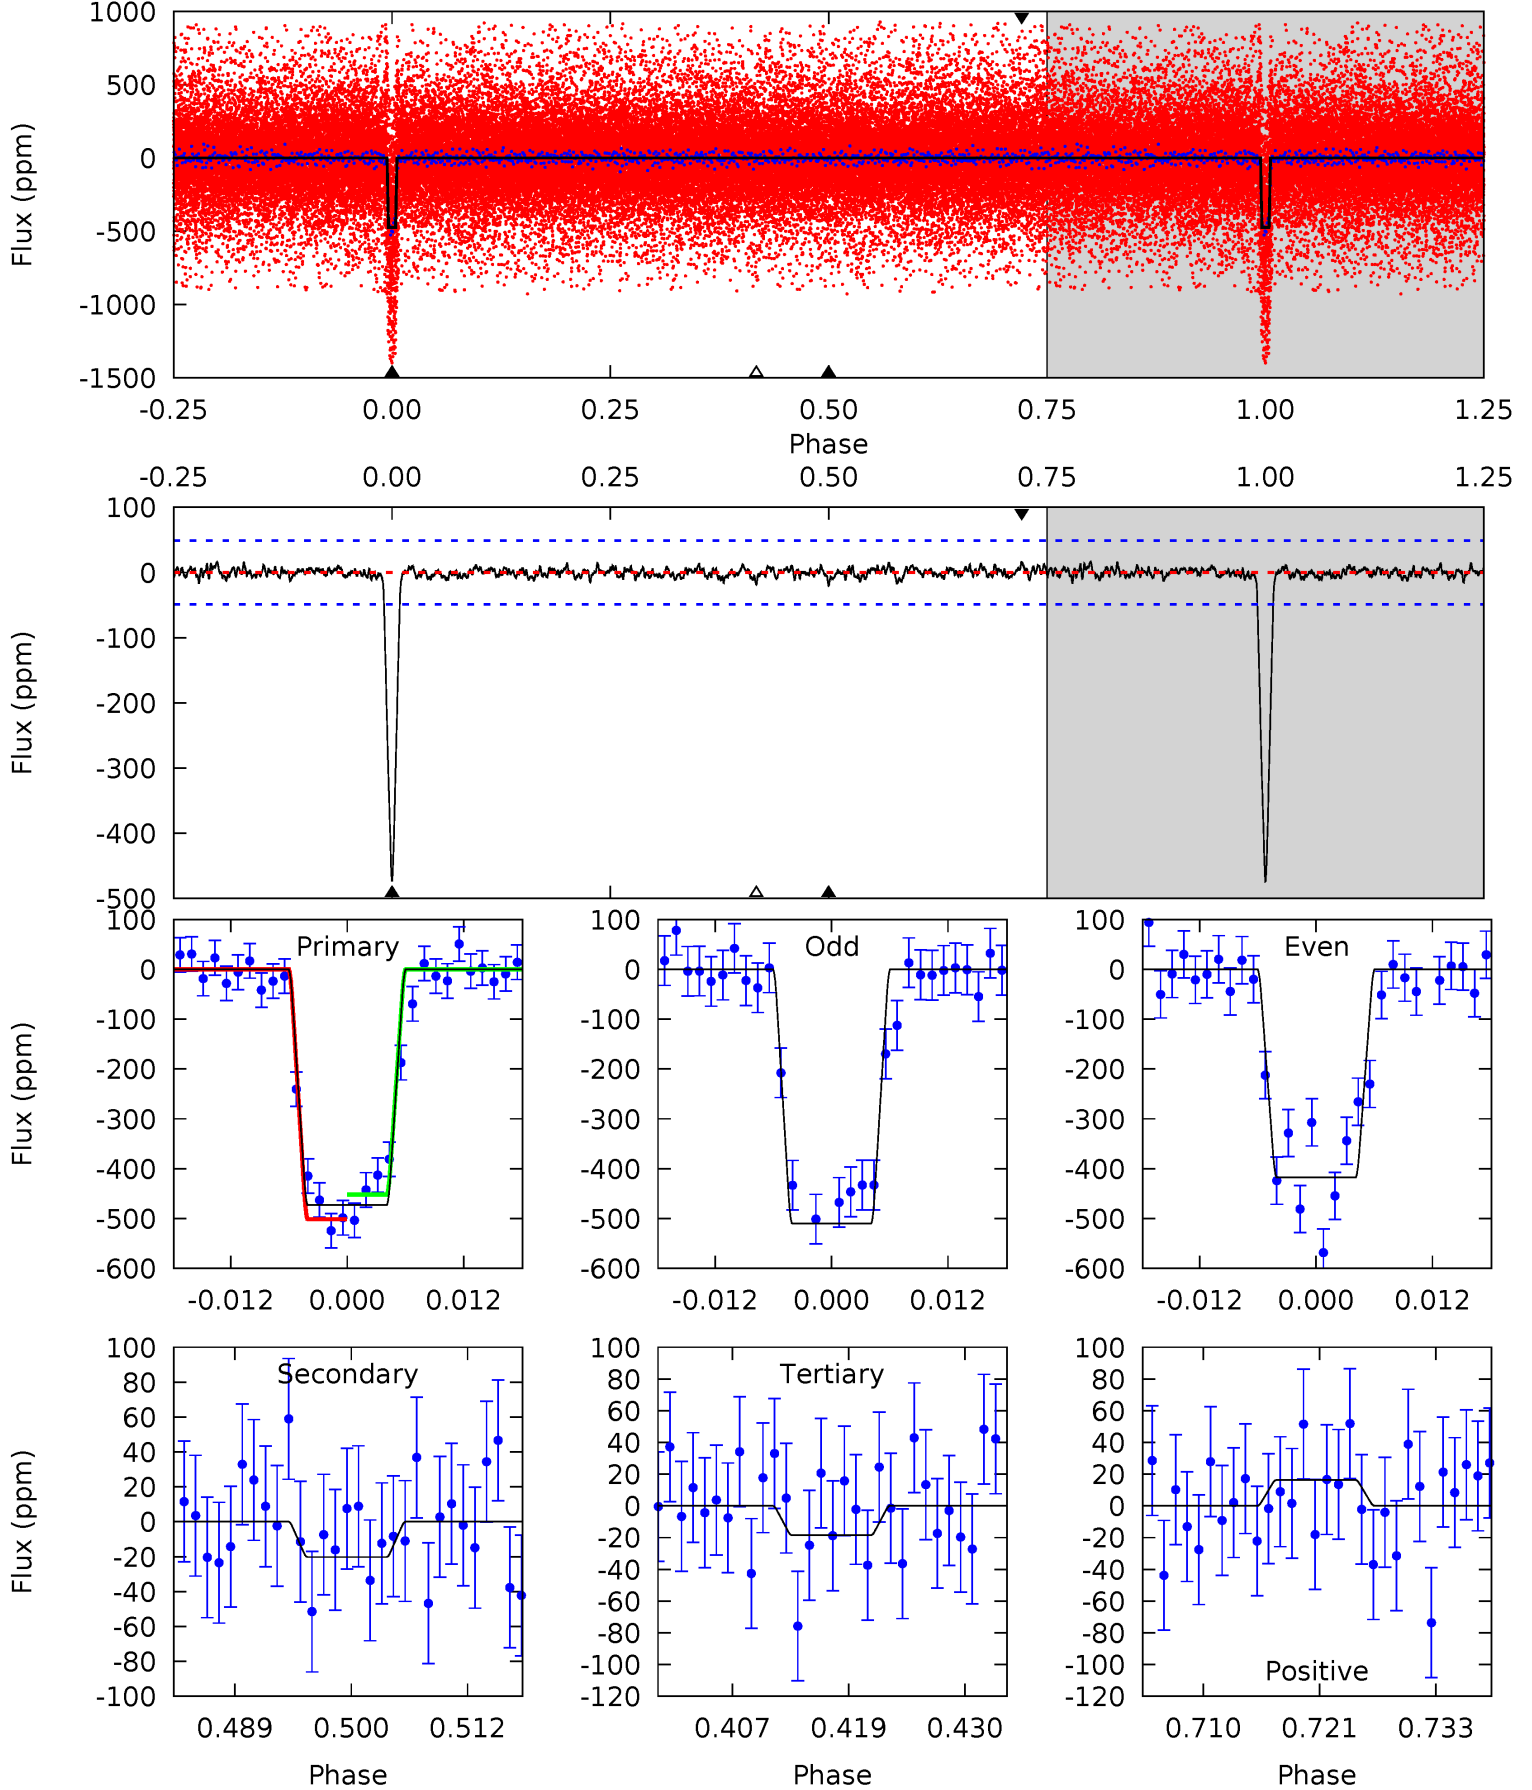 1000
500
0
-500
-1000
-1500
Flux (ppm)
-0.25 0.00 0.25 0.50 0.75 1.00 1.25
Phase
-0.25 0.00 0.25 0.50 0.75 1.00 1.25
100
0
-100
-200
-300
-400
-500
Flux (ppm)
Primary Odd Even
100 100 100
0 0 0
-100 -100 -100
-200 -200 -200
-300 -300 -300
-400 -400 -400
-500 -500 -500
-600 -600 -600
Flux (ppm)
-0.012 0.000 0.012 -0.012 0.000 0.012 -0.012 0.000 0.012
Secondary Tertiary Positive
100 100 100
80 80 80
60 60 60
40 40 40
20 20 20
0 0 0
-20 -20 -20
-40 -40 -40
-60 -60 -60
-80 -80 -80
-100 -100 -100
-120 -120
Flux (ppm)
0.489 0.500 0.512 0.407 0.419 0.430 0.710 0.721 0.733
Phase Phase Phase